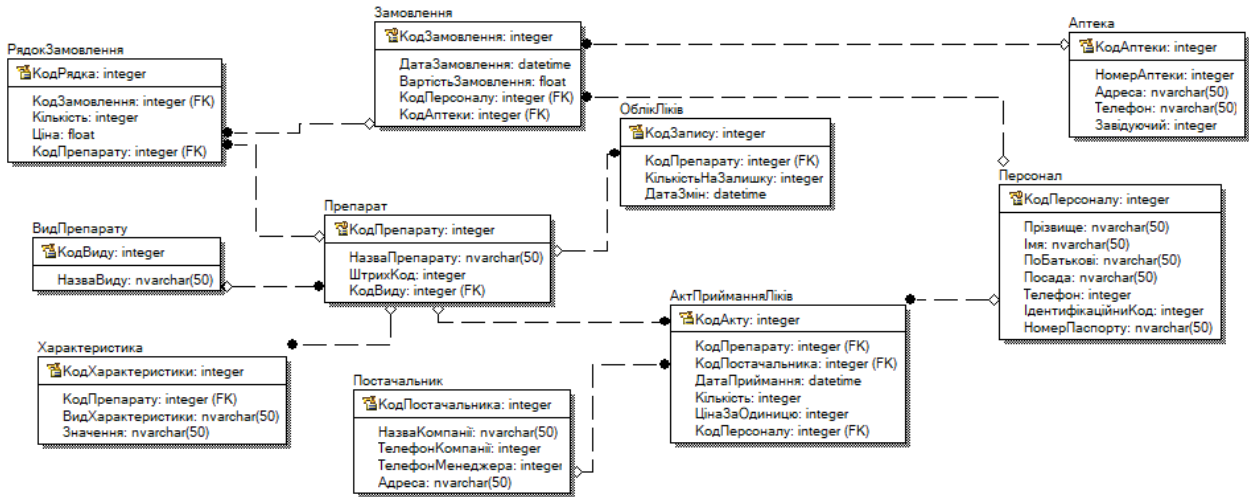 Замовлення
КодЗамовлення: integer
ДатаЗамовлення: datetime
ВартістьЗамовлення: float
КодПерсоналу: integer (FK)
КодАптеки: integer (FK)
Аптека
КодАптеки: integer
НомерАптеки: integer
Адреса: nvarchar(50)
Телефон: nvarchar(50)
Завідуючий: integer
РядокЗамовлення
КодРядка: integer
КодЗамовлення: integer (FK)
Кількість: integer
Ціна: float
КодПрепарату: integer (FK)
ОблікЛіків
КодЗапису: integer
КодПрепарату: integer (FK)
КількістьНаЗалишку: integer
ДатаЗмін: datetime
Персонал
КодПерсоналу: integer
Прізвище: nvarchar(50)
Імя: nvarchar(50)
ПоБатькові: nvarchar(50)
Посада: nvarchar(50)
Телефон: integer
ІдентифікаційниКод: integer
НомерПаспорту: nvarchar(50)
Препарат
КодПрепарату: integer
НазваПрепарату: nvarchar(50)
ШтрихКод: integer
КодВиду: integer (FK)
ВидПрепарату
КодВиду: integer
НазваВиду: nvarchar(50)
АктПрийманняЛіків
КодАкту: integer
КодПрепарату: integer (FK)
КодПостачальника: integer (FK)
ДатаПриймання: datetime
Кількість: integer
ЦінаЗаОдиницю: integer
КодПерсоналу: integer (FK)
Характеристика
КодХарактеристики: integer
КодПрепарату: integer (FK)
ВидХарактеристики: nvarchar(50)
Значення: nvarchar(50)
Постачальник
КодПостачальника: integer
НазваКомпанії: nvarchar(50)
ТелефонКомпанії: integer
ТелефонМенеджера: integer
Адреса: nvarchar(50)